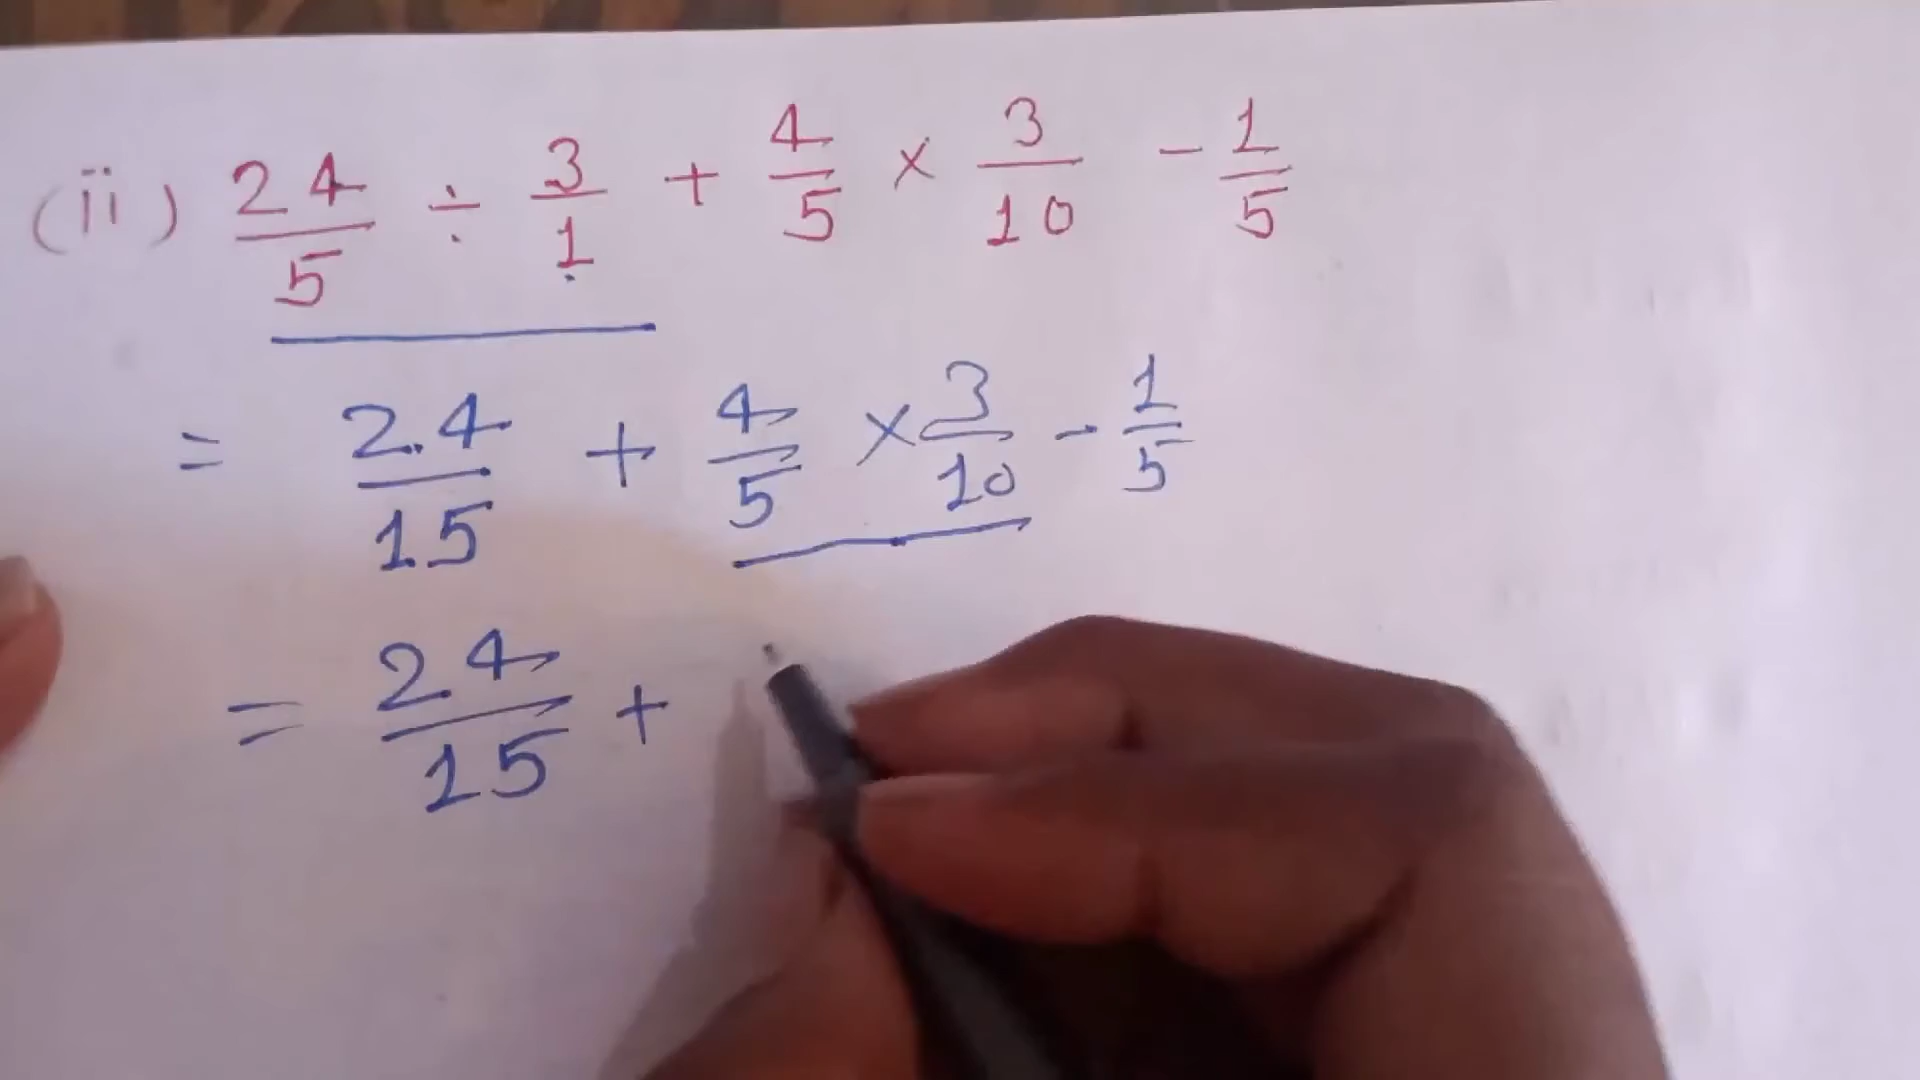 (ii) 24/5 ÷ 3/1 + 4/5 × 3/10 - 1/5
= 24/15 + 4/5 × 3/10 - 1/5
= 24/15 +